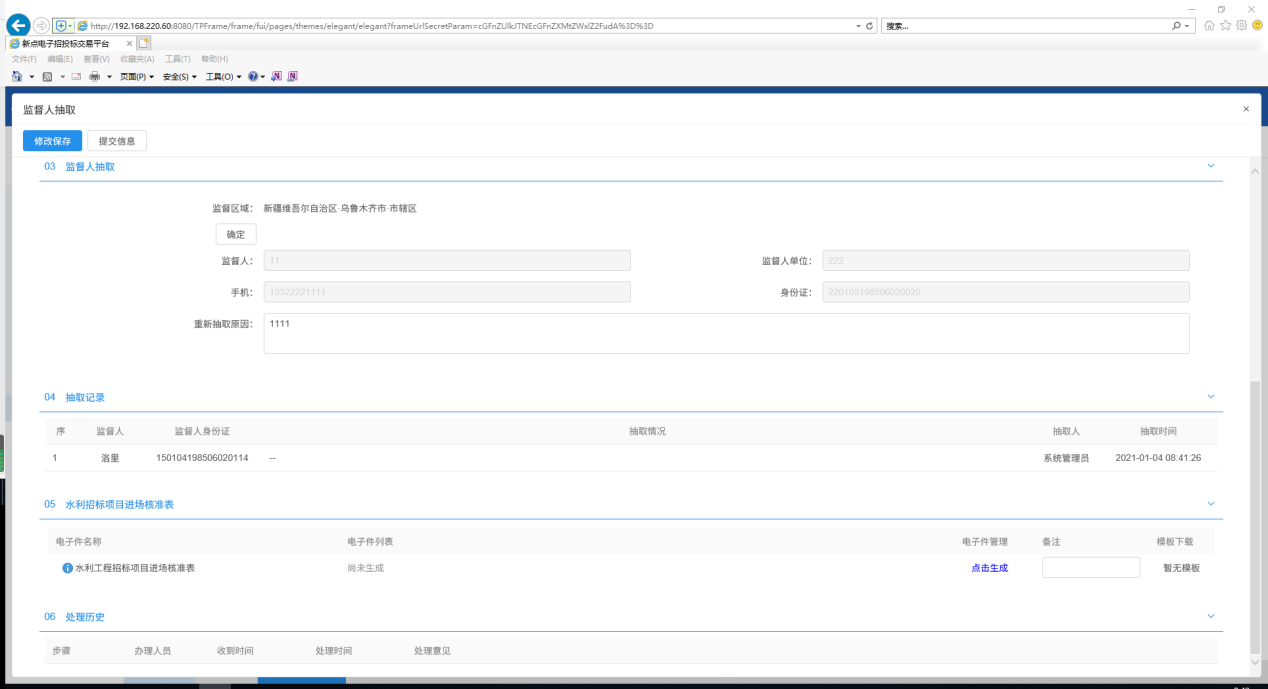 http://192.168.220.60:8080/TPFrame/frame/fui/pages/themes/elegant/elegant?frameUrlSecretParam=cGFnZUlkJTNEcGFnZXMtZWxlZ2FudA%3D%3D 搜索...
新点电子招投标交易平台
文件(F) 编辑(E) 查看(V) 收藏夹(A) 工具(T) 帮助(H)
页面(P) 安全(S) 工具(O)
监督人抽取
修改保存 提交信息
03 监督人抽取
监督区域: 新疆维吾尔自治区·乌鲁木齐市·市辖区
确定
监督人: 11 监督人单位: 222
手机: 13322221111 身份证: 220105198506020020
重新抽取原因: 1111
04 抽取记录
序 监督人 监督人身份证 抽取情况 抽取人 抽取时间
1 洛里 150104198506020114 -- 系统管理员 2021-01-04 08:41:26
05 水利招标项目进场核准表
电子件名称 电子件列表 电子件管理 备注 模板下载
水利工程招标项目进场核准表 尚未生成 点击生成 暂无模板
06 处理历史
步骤 办理人员 收到时间 处理时间 处理意见